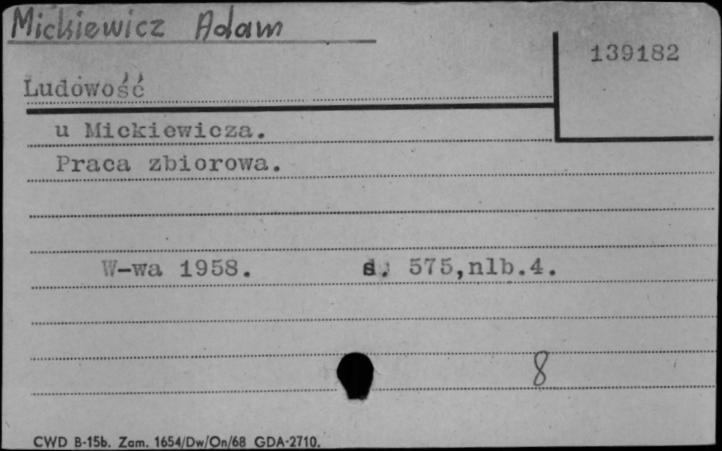 Mickiewicz Adam
139182
Ludowość
u Mickiewicza.
Praca zbiorowa.
W-wa 1958. s. 575,nlb.4.
8
CWD B-15b. Zam. 1654/Dw/On/68 GDA-2710.